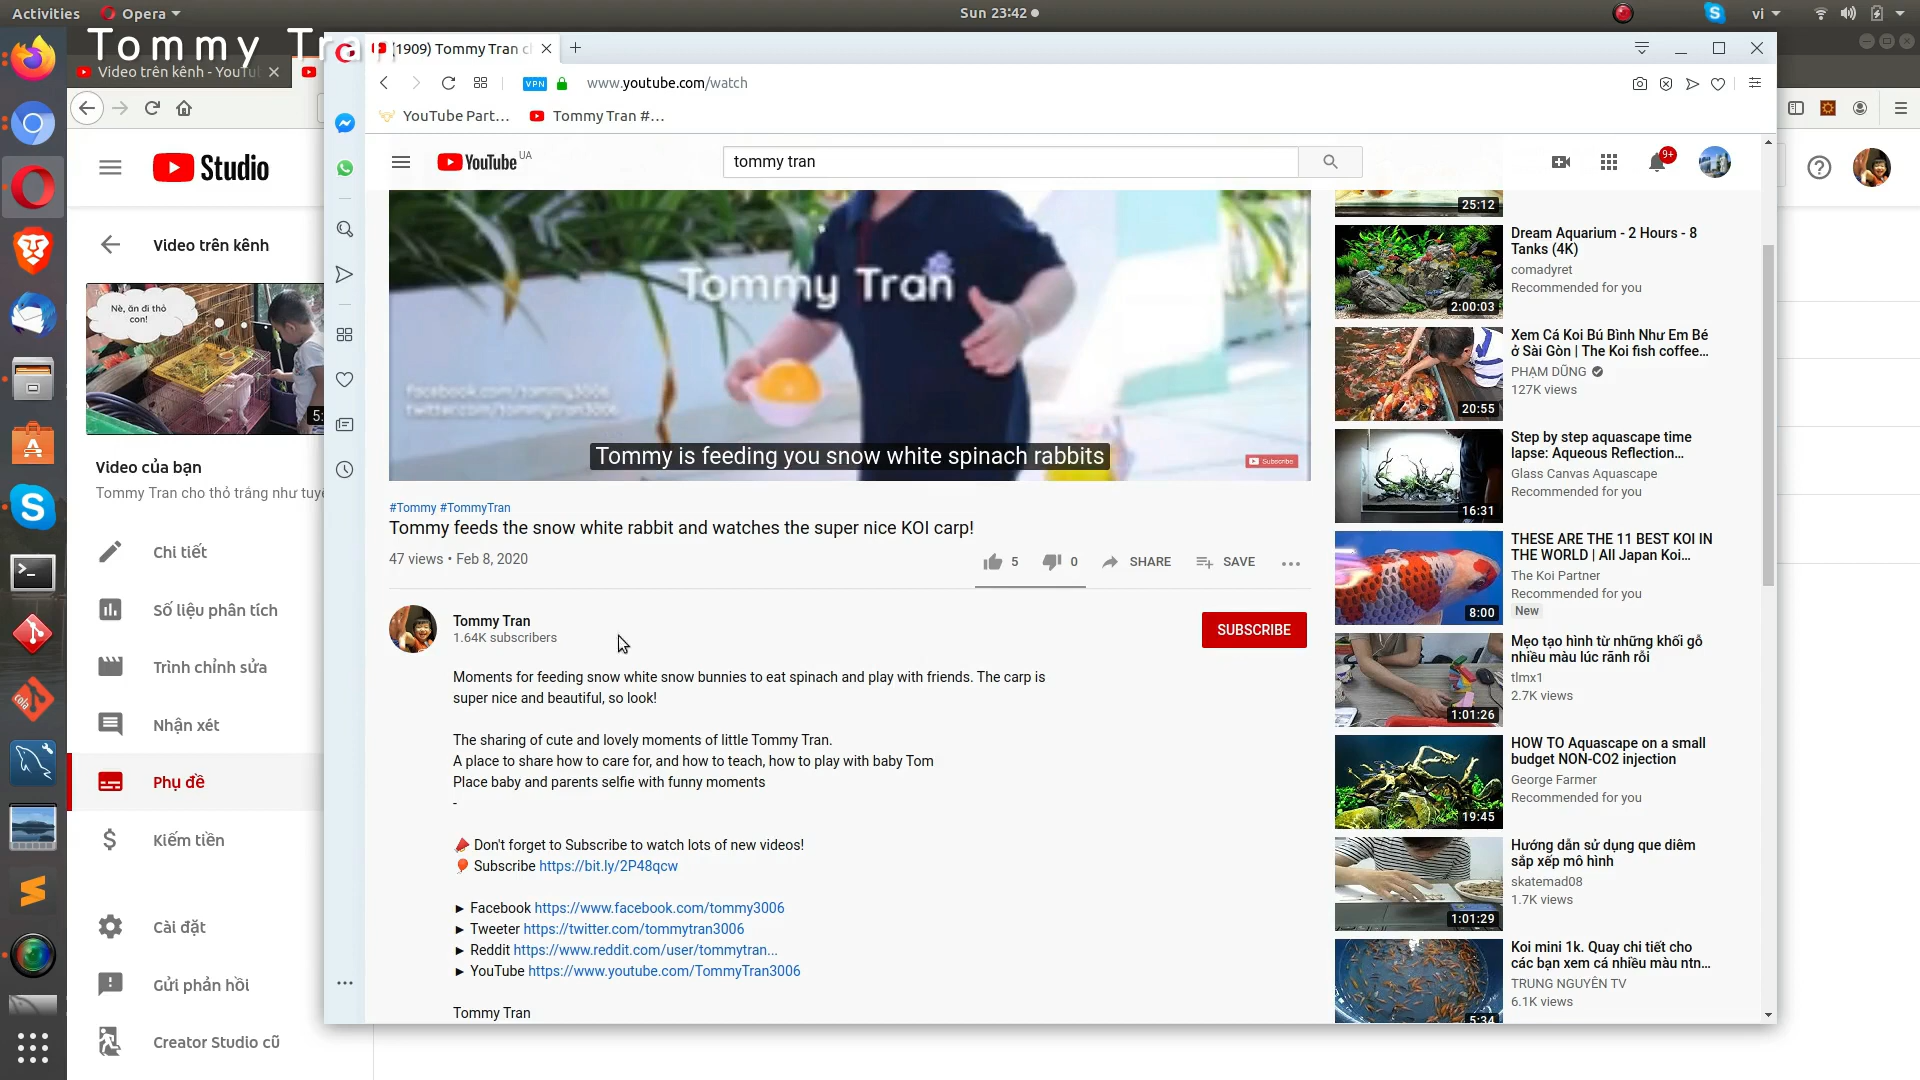 Activities
Opera
Sun 23:42
vi
Tommy Tran
Video trên kênh - YouTu
(1909) Tommy Tran c
VPN
www.youtube.com/watch
YouTube Part...
Tommy Tran #...
Studio
YouTube UA
tommy tran
9+
Video trên kênh
Nè, ăn đi thỏ
con!
5:
Video của bạn
Tommy Tran cho thỏ trắng như tuyế
Chi tiết
Số liệu phân tích
Trình chỉnh sửa
Nhận xét
Phụ đề
Kiếm tiền
Cài đặt
Gửi phản hồi
Creator Studio cũ
Tommy Tran
facebook.com/tommy3006
twitter.com/tommytran3006
Tommy is feeding you snow white spinach rabbits
Subscribe
#Tommy #TommyTran
Tommy feeds the snow white rabbit and watches the super nice KOI carp!
47 views • Feb 8, 2020
5
0
SHARE
SAVE
Tommy Tran
1.64K subscribers
SUBSCRIBE
Moments for feeding snow white snow bunnies to eat spinach and play with friends. The carp is
super nice and beautiful, so look!
The sharing of cute and lovely moments of little Tommy Tran.
A place to share how to care for, and how to teach, how to play with baby Tom
Place baby and parents selfie with funny moments
-
Don't forget to Subscribe to watch lots of new videos!
Subscribe https://bit.ly/2P48qcw
► Facebook https://www.facebook.com/tommy3006
► Tweeter https://twitter.com/tommytran3006
► Reddit https://www.reddit.com/user/tommytran...
► YouTube https://www.youtube.com/TommyTran3006
Tommy Tran
25:12
Dream Aquarium - 2 Hours - 8
Tanks (4K)
comadyret
Recommended for you
2:00:03
Xem Cá Koi Bú Bình Như Em Bé
ở Sài Gòn | The Koi fish coffee...
PHẠM DŨNG
127K views
20:55
Step by step aquascape time
lapse: Aqueous Reflection...
Glass Canvas Aquascape
Recommended for you
16:31
THESE ARE THE 11 BEST KOI IN
THE WORLD | All Japan Koi...
The Koi Partner
Recommended for you
New
8:00
Mẹo tạo hình từ những khối gỗ
nhiều màu lúc rãnh rỗi
tlmx1
2.7K views
1:01:26
HOW TO Aquascape on a small
budget NON-CO2 injection
George Farmer
Recommended for you
19:45
Hướng dẫn sử dụng que diêm
sắp xếp mô hình
skatemad08
1.7K views
1:01:29
Koi mini 1k. Quay chi tiết cho
các bạn xem cá nhiều màu ntn...
TRUNG NGUYÊN TV
6.1K views
5:34